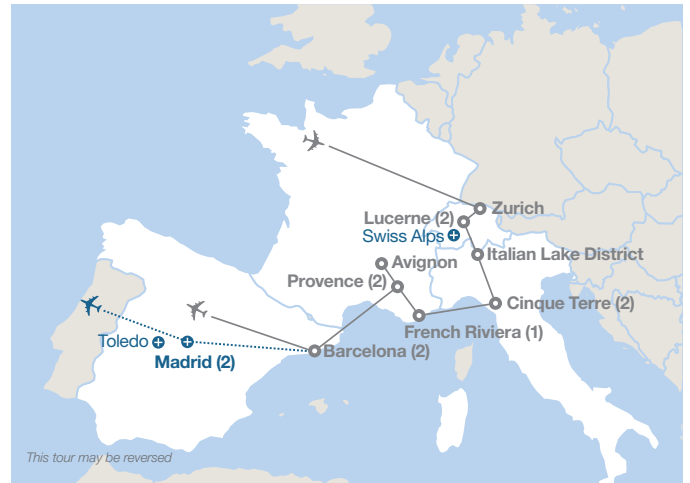 Zurich
Lucerne (2)
Swiss Alps
Italian Lake District
Avignon
Provence (2)
Cinque Terre (2)
French Riviera (1)
Toledo
Barcelona (2)
Madrid (2)
This tour may be reversed